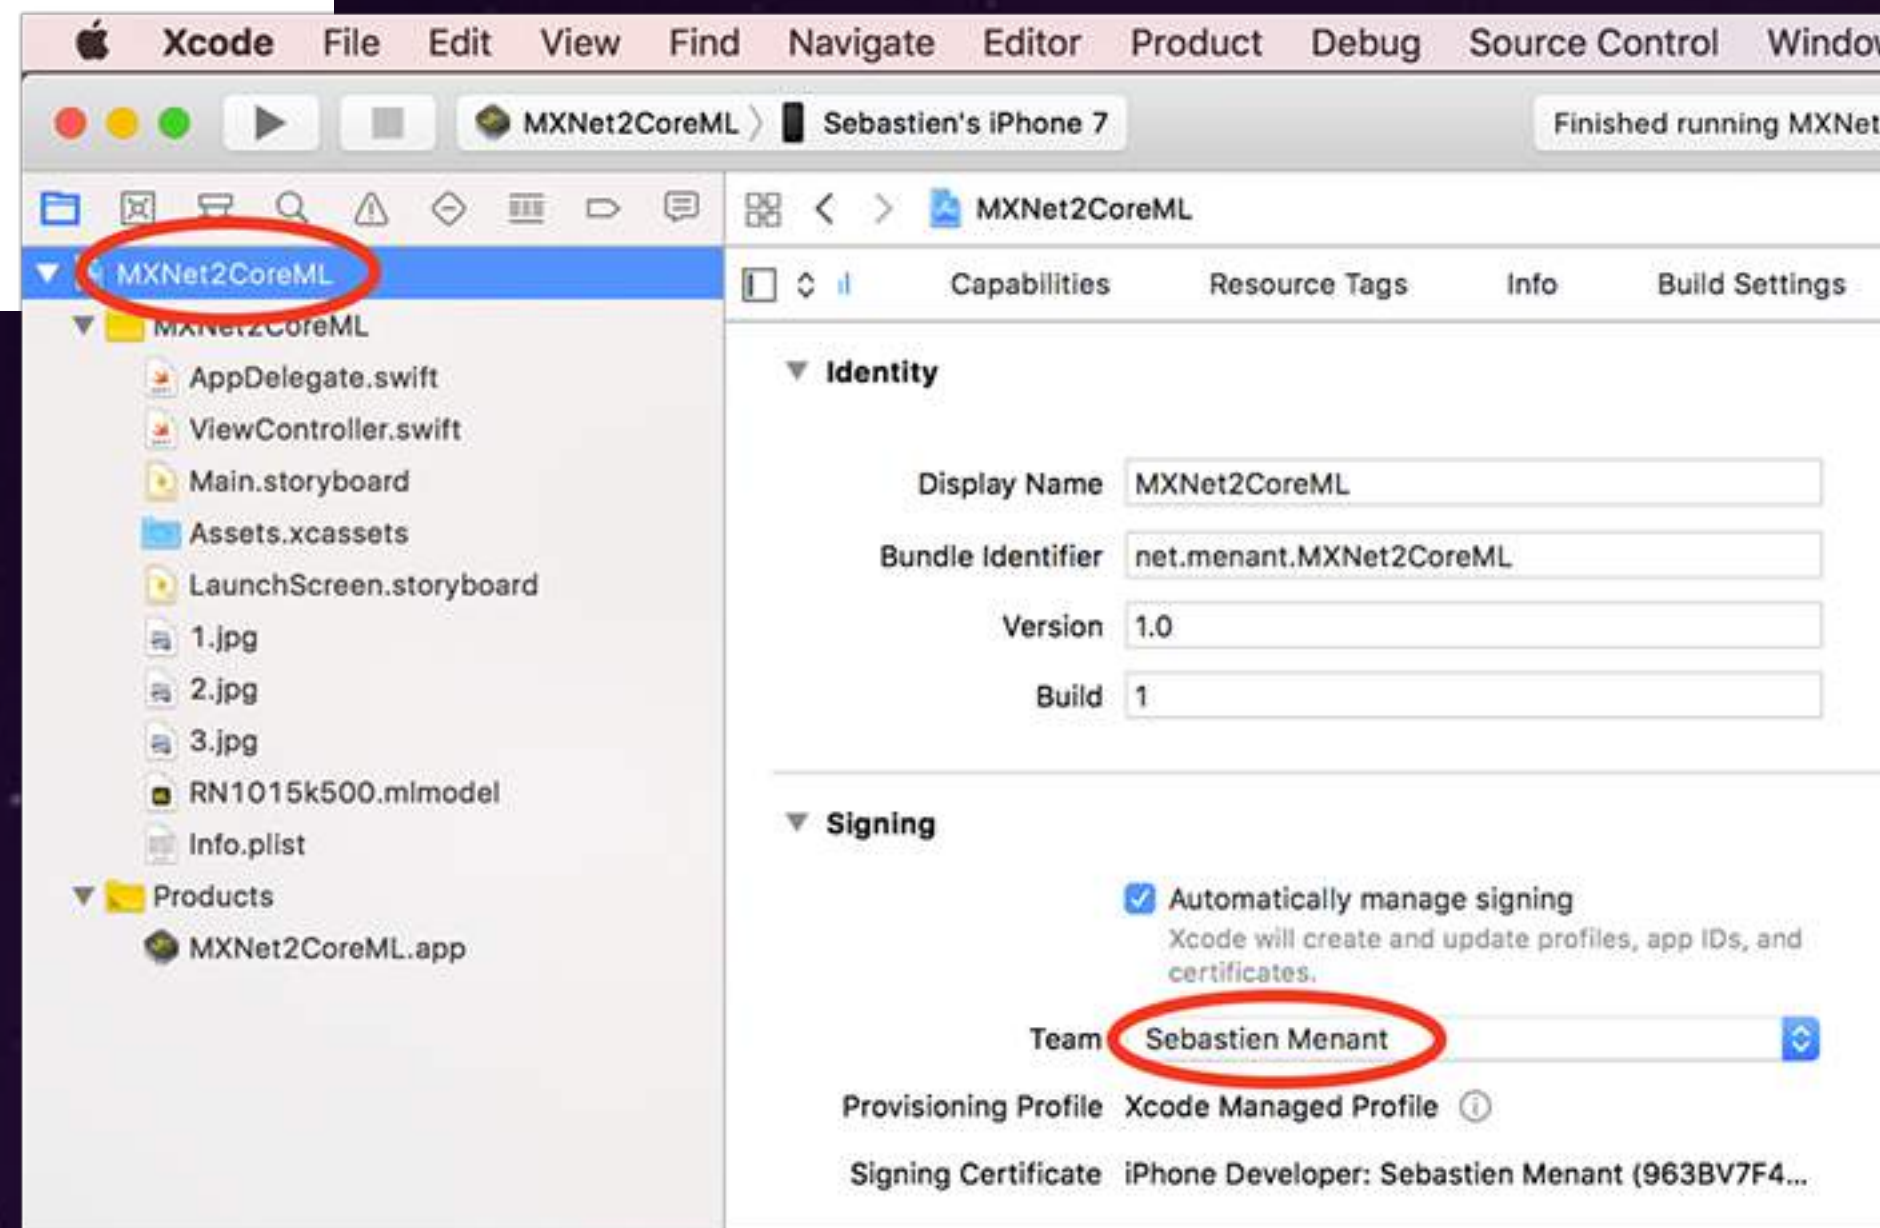 Xcode File Edit View Find Navigate Editor Product Debug Source Control Window
MXNet2CoreML Sebastien's iPhone 7
Finished running MXNet
MXNet2CoreML
Capabilities Resource Tags Info Build Settings
MXNet2CoreML
MXNet2CoreML
AppDelegate.swift
ViewController.swift
Main.storyboard
Assets.xcassets
LaunchScreen.storyboard
1.jpg
2.jpg
3.jpg
RN1015k500.mlmodel
Info.plist
Products
MXNet2CoreML.app
Identity
Display Name MXNet2CoreML
Bundle Identifier net.menant.MXNet2CoreML
Version 1.0
Build 1
Signing
Automatically manage signing
Xcode will create and update profiles, app IDs, and
certificates.
Team Sebastien Menant
Provisioning Profile Xcode Managed Profile
Signing Certificate iPhone Developer: Sebastien Menant (963BV7F4...